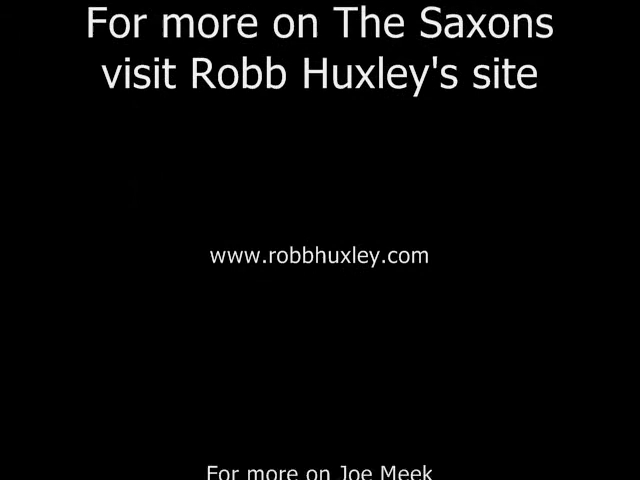 For more on The Saxons
visit Robb Huxley's site
www.robbhuxley.com
For more on Joe Meek